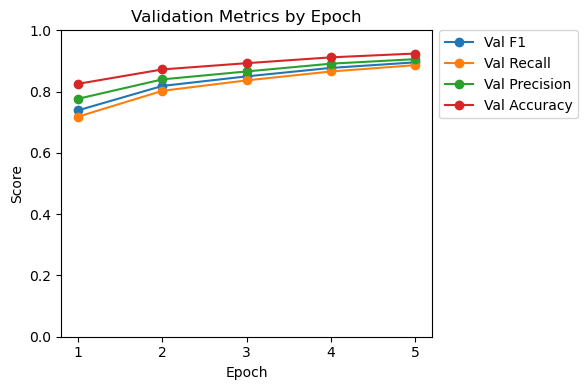 Validation Metrics by Epoch
1.0
0.8
0.6
0.4
0.2
0.0
Score
1 2 3 4 5
Epoch
Val F1
Val Recall
Val Precision
Val Accuracy